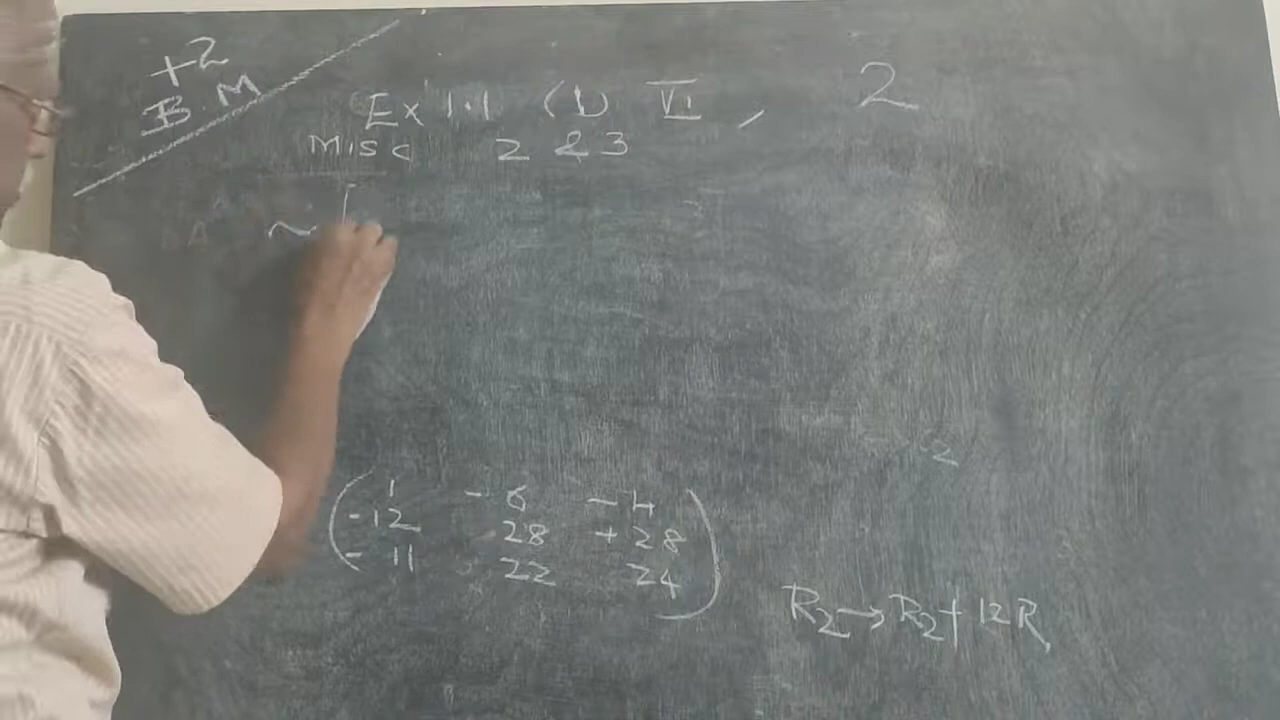 +2
B.M
Ex 1.1 (1) VI, 2
Misc 2 & 3
~
1 -6 -4
-12 28 +28
-11 22 24
R2→R2+12R